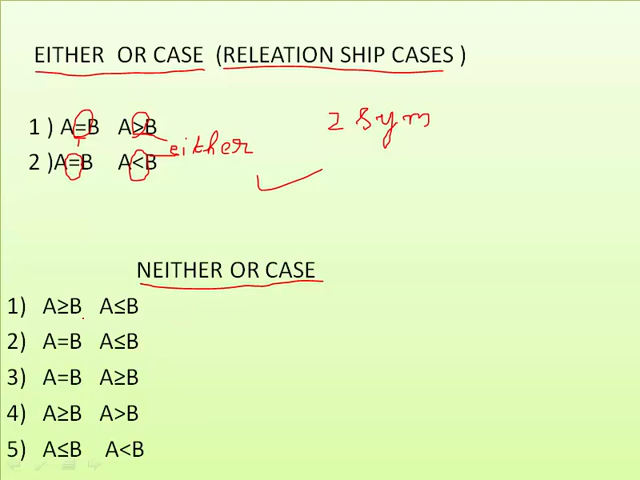 EITHER OR CASE (RELEATION SHIP CASES )
1 ) A=B A>B
2 )A=B A<B
either
2 sym
NEITHER OR CASE
1) A≥B A≤B
2) A=B A≤B
3) A=B A≥B
4) A≥B A>B
5) A≤B A<B